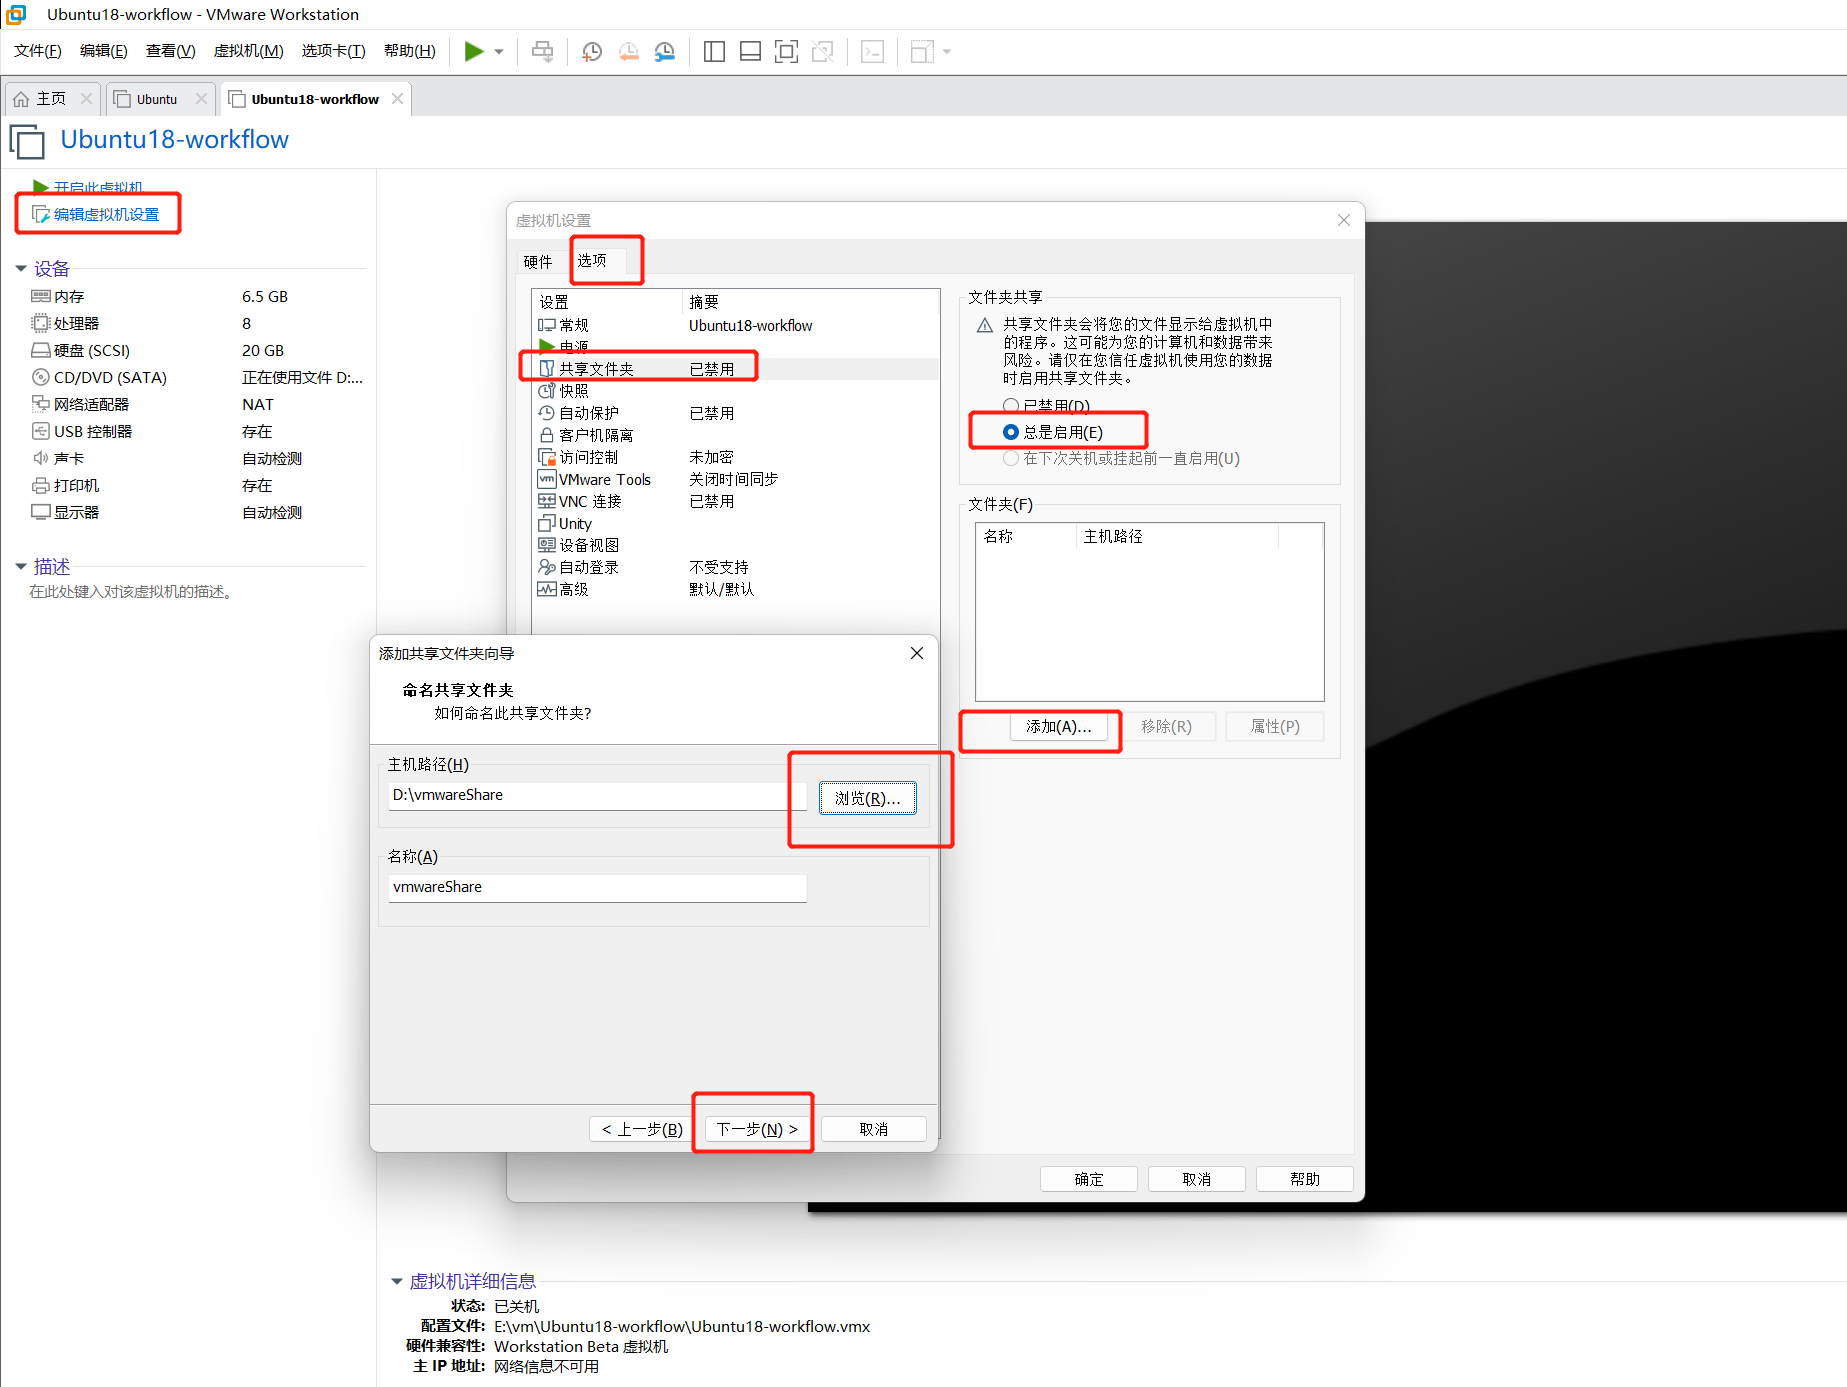 Ubuntu18-workflow - VMware Workstation
文件(F) 编辑(E) 查看(V) 虚拟机(M) 选项卡(T) 帮助(H)
主页 Ubuntu Ubuntu18-workflow
Ubuntu18-workflow
开启此虚拟机
编辑虚拟机设置
设备
内存 6.5 GB
处理器 8
硬盘 (SCSI) 20 GB
CD/DVD (SATA) 正在使用文件 D:...
网络适配器 NAT
USB 控制器 存在
声卡 自动检测
打印机 存在
显示器 自动检测
描述
在此处键入对该虚拟机的描述。
虚拟机设置
硬件 选项
设置 摘要
常规 Ubuntu18-workflow
电源
共享文件夹 已禁用
快照
自动保护 已禁用
客户机隔离
访问控制 未加密
VMware Tools 关闭时间同步
VNC 连接 已禁用
Unity
设备视图
自动登录 不受支持
高级 默认/默认
文件夹共享
共享文件夹会将您的文件显示给虚拟机中
的程序。这可能为您的计算机和数据带来
风险。请仅在您信任虚拟机使用您的数据
时启用共享文件夹。
已禁用(D)
总是启用(E)
在下次关机或挂起前一直启用(U)
文件夹(F)
名称 主机路径
添加(A)... 移除(R) 属性(P)
确定 取消 帮助
添加共享文件夹向导
命名共享文件夹
如何命名此共享文件夹?
主机路径(H)
D:\vmwareShare 浏览(R)...
名称(A)
vmwareShare
< 上一步(B) 下一步(N) > 取消
虚拟机详细信息
状态: 已关机
配置文件: E:\vm\Ubuntu18-workflow\Ubuntu18-workflow.vmx
硬件兼容性: Workstation Beta 虚拟机
主 IP 地址: 网络信息不可用